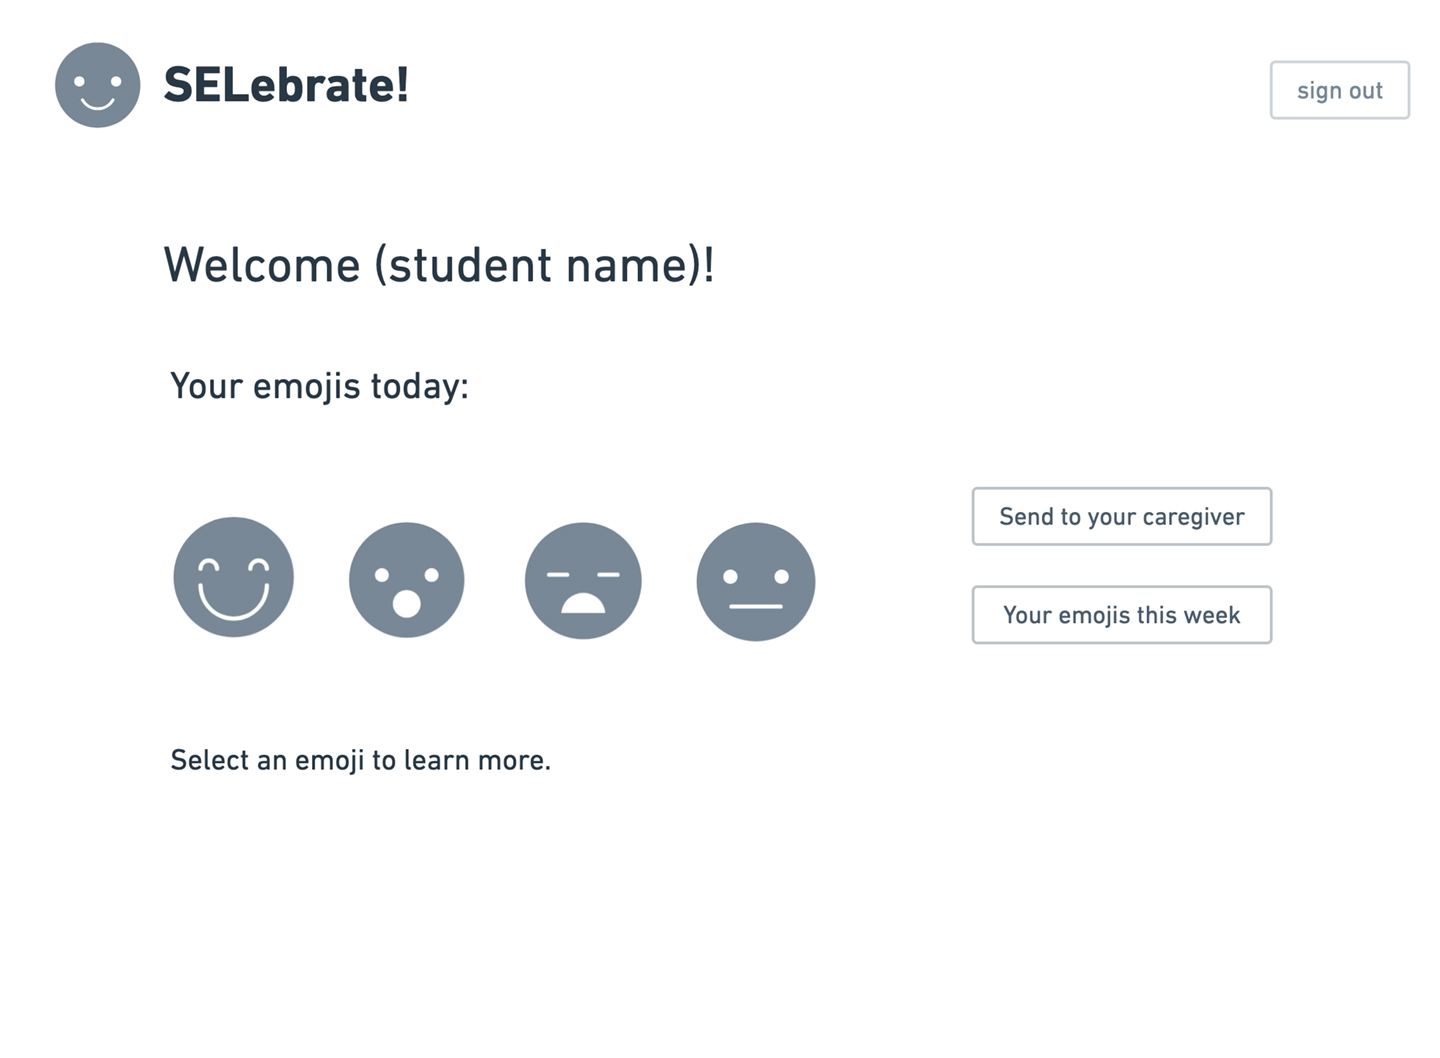 SELebrate!
sign out
Welcome (student name)!
Your emojis today:
Send to your caregiver
Your emojis this week
Select an emoji to learn more.